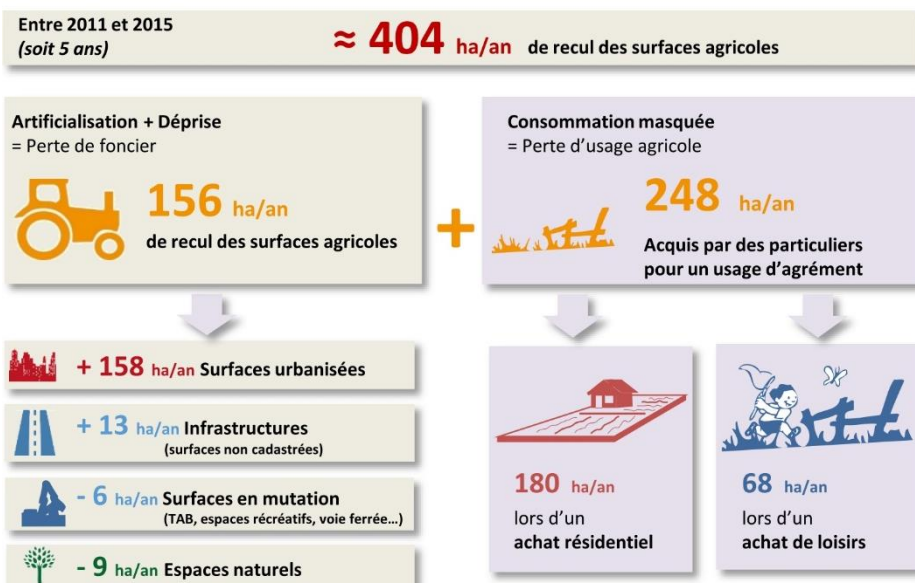 Entre 2011 et 2015
(soit 5 ans)
≈ 404 ha/an de recul des surfaces agricoles
Artificialisation + Déprise
= Perte de foncier
156 ha/an
de recul des surfaces agricoles
+
Consommation masquée
= Perte d'usage agricole
248 ha/an
Acquis par des particuliers
pour un usage d'agrément
+ 158 ha/an Surfaces urbanisées
+ 13 ha/an Infrastructures
(surfaces non cadastrées)
- 6 ha/an Surfaces en mutation
(TAB, espaces récréatifs, voie ferrée...)
- 9 ha/an Espaces naturels
180 ha/an
lors d'un
achat résidentiel
68 ha/an
lors d'un
achat de loisirs